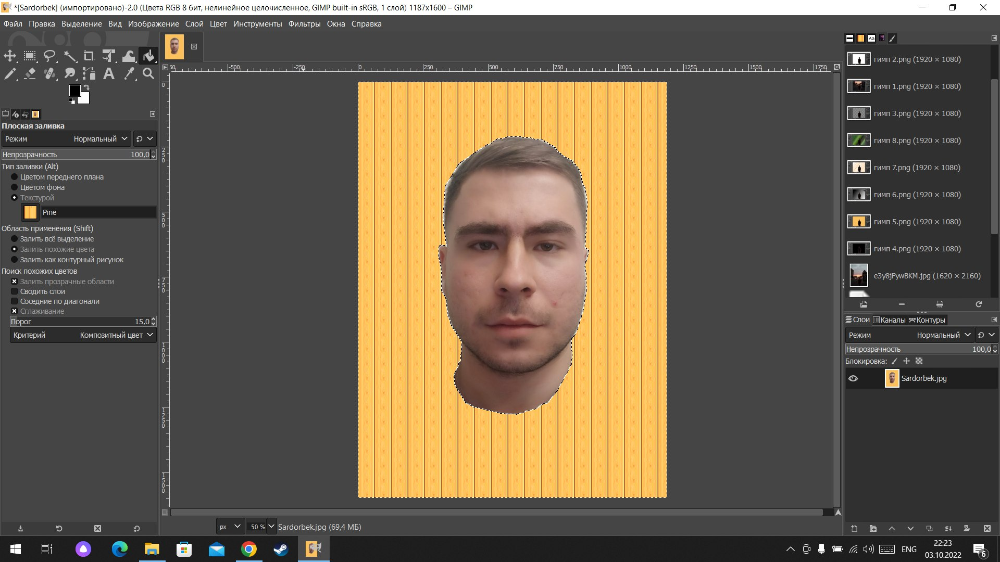 *[Sardorbek] (импортировано)-2.0 (Цвета RGB 8 бит, нелинейное целочисленное, GIMP built-in sRGB, 1 слой) 1187x1600 – GIMP
Файл Правка Выделение Вид Изображение Слой Цвет Инструменты Фильтры Окна Справка
-500 -250 0 250 500 750 1000 1250 1500 1750
0
250
500
750
1000
1250
1500
Плоская заливка
Режим Нормальный
Непрозрачность 100,0
Тип заливки (Alt)
Цветом переднего плана
Цветом фона
Текстурой
Pine
Область применения (Shift)
Залить всё выделение
Залить похожие цвета
Залить как контурный рисунок
Поиск похожих цветов
Залить прозрачные области
Сводить слои
Соседние по диагонали
Сглаживание
Порог 15,0
Критерий Композитный цвет
px 50 % Sardorbek.jpg (69,4 МБ)
Aa
гимп 2.png (1920 × 1080)
гимп 1.png (1920 × 1080)
гимп 3.png (1920 × 1080)
гимп 8.png (1920 × 1080)
гимп 7.png (1920 × 1080)
гимп 6.png (1920 × 1080)
гимп 5.png (1920 × 1080)
гимп 4.png (1920 × 1080)
e3y8jFywBKM.jpg (1620 × 2160)
Слои Каналы Контуры
Режим Нормальный
Непрозрачность 100,0
Блокировка:
Sardorbek.jpg
ENG
22:23
03.10.2022
6